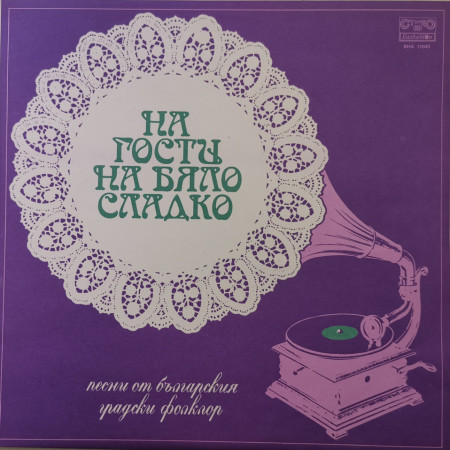 НА
ГОСТИ
НА БЯЛО
СЛАДКО
песни от българския
градски фолклор